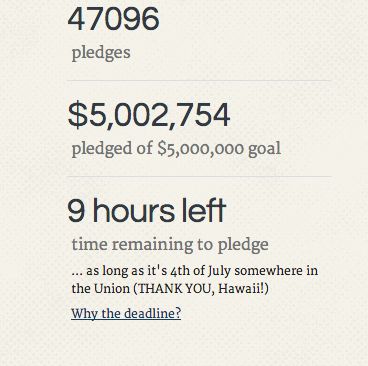 47096
pledges
$5,002,754
pledged of $5,000,000 goal
9 hours left
time remaining to pledge
... as long as it's 4th of July somewhere in
the Union (THANK YOU, Hawaii!)
Why the deadline?